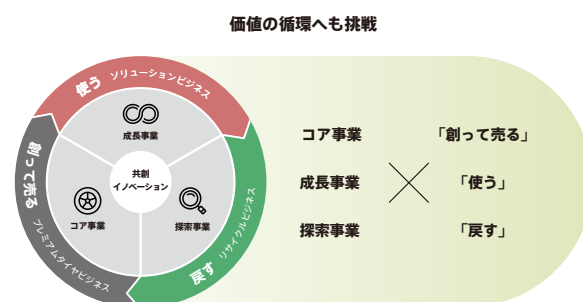 価値の循環へも挑戦
使う ソリューションビジネス
成長事業
創って売る プレミアムタイヤビジネス
共創
イノベーション
コア事業
探索事業
戻す リサイクルビジネス
コア事業 「創って売る」
成長事業 「使う」
探索事業 「戻す」